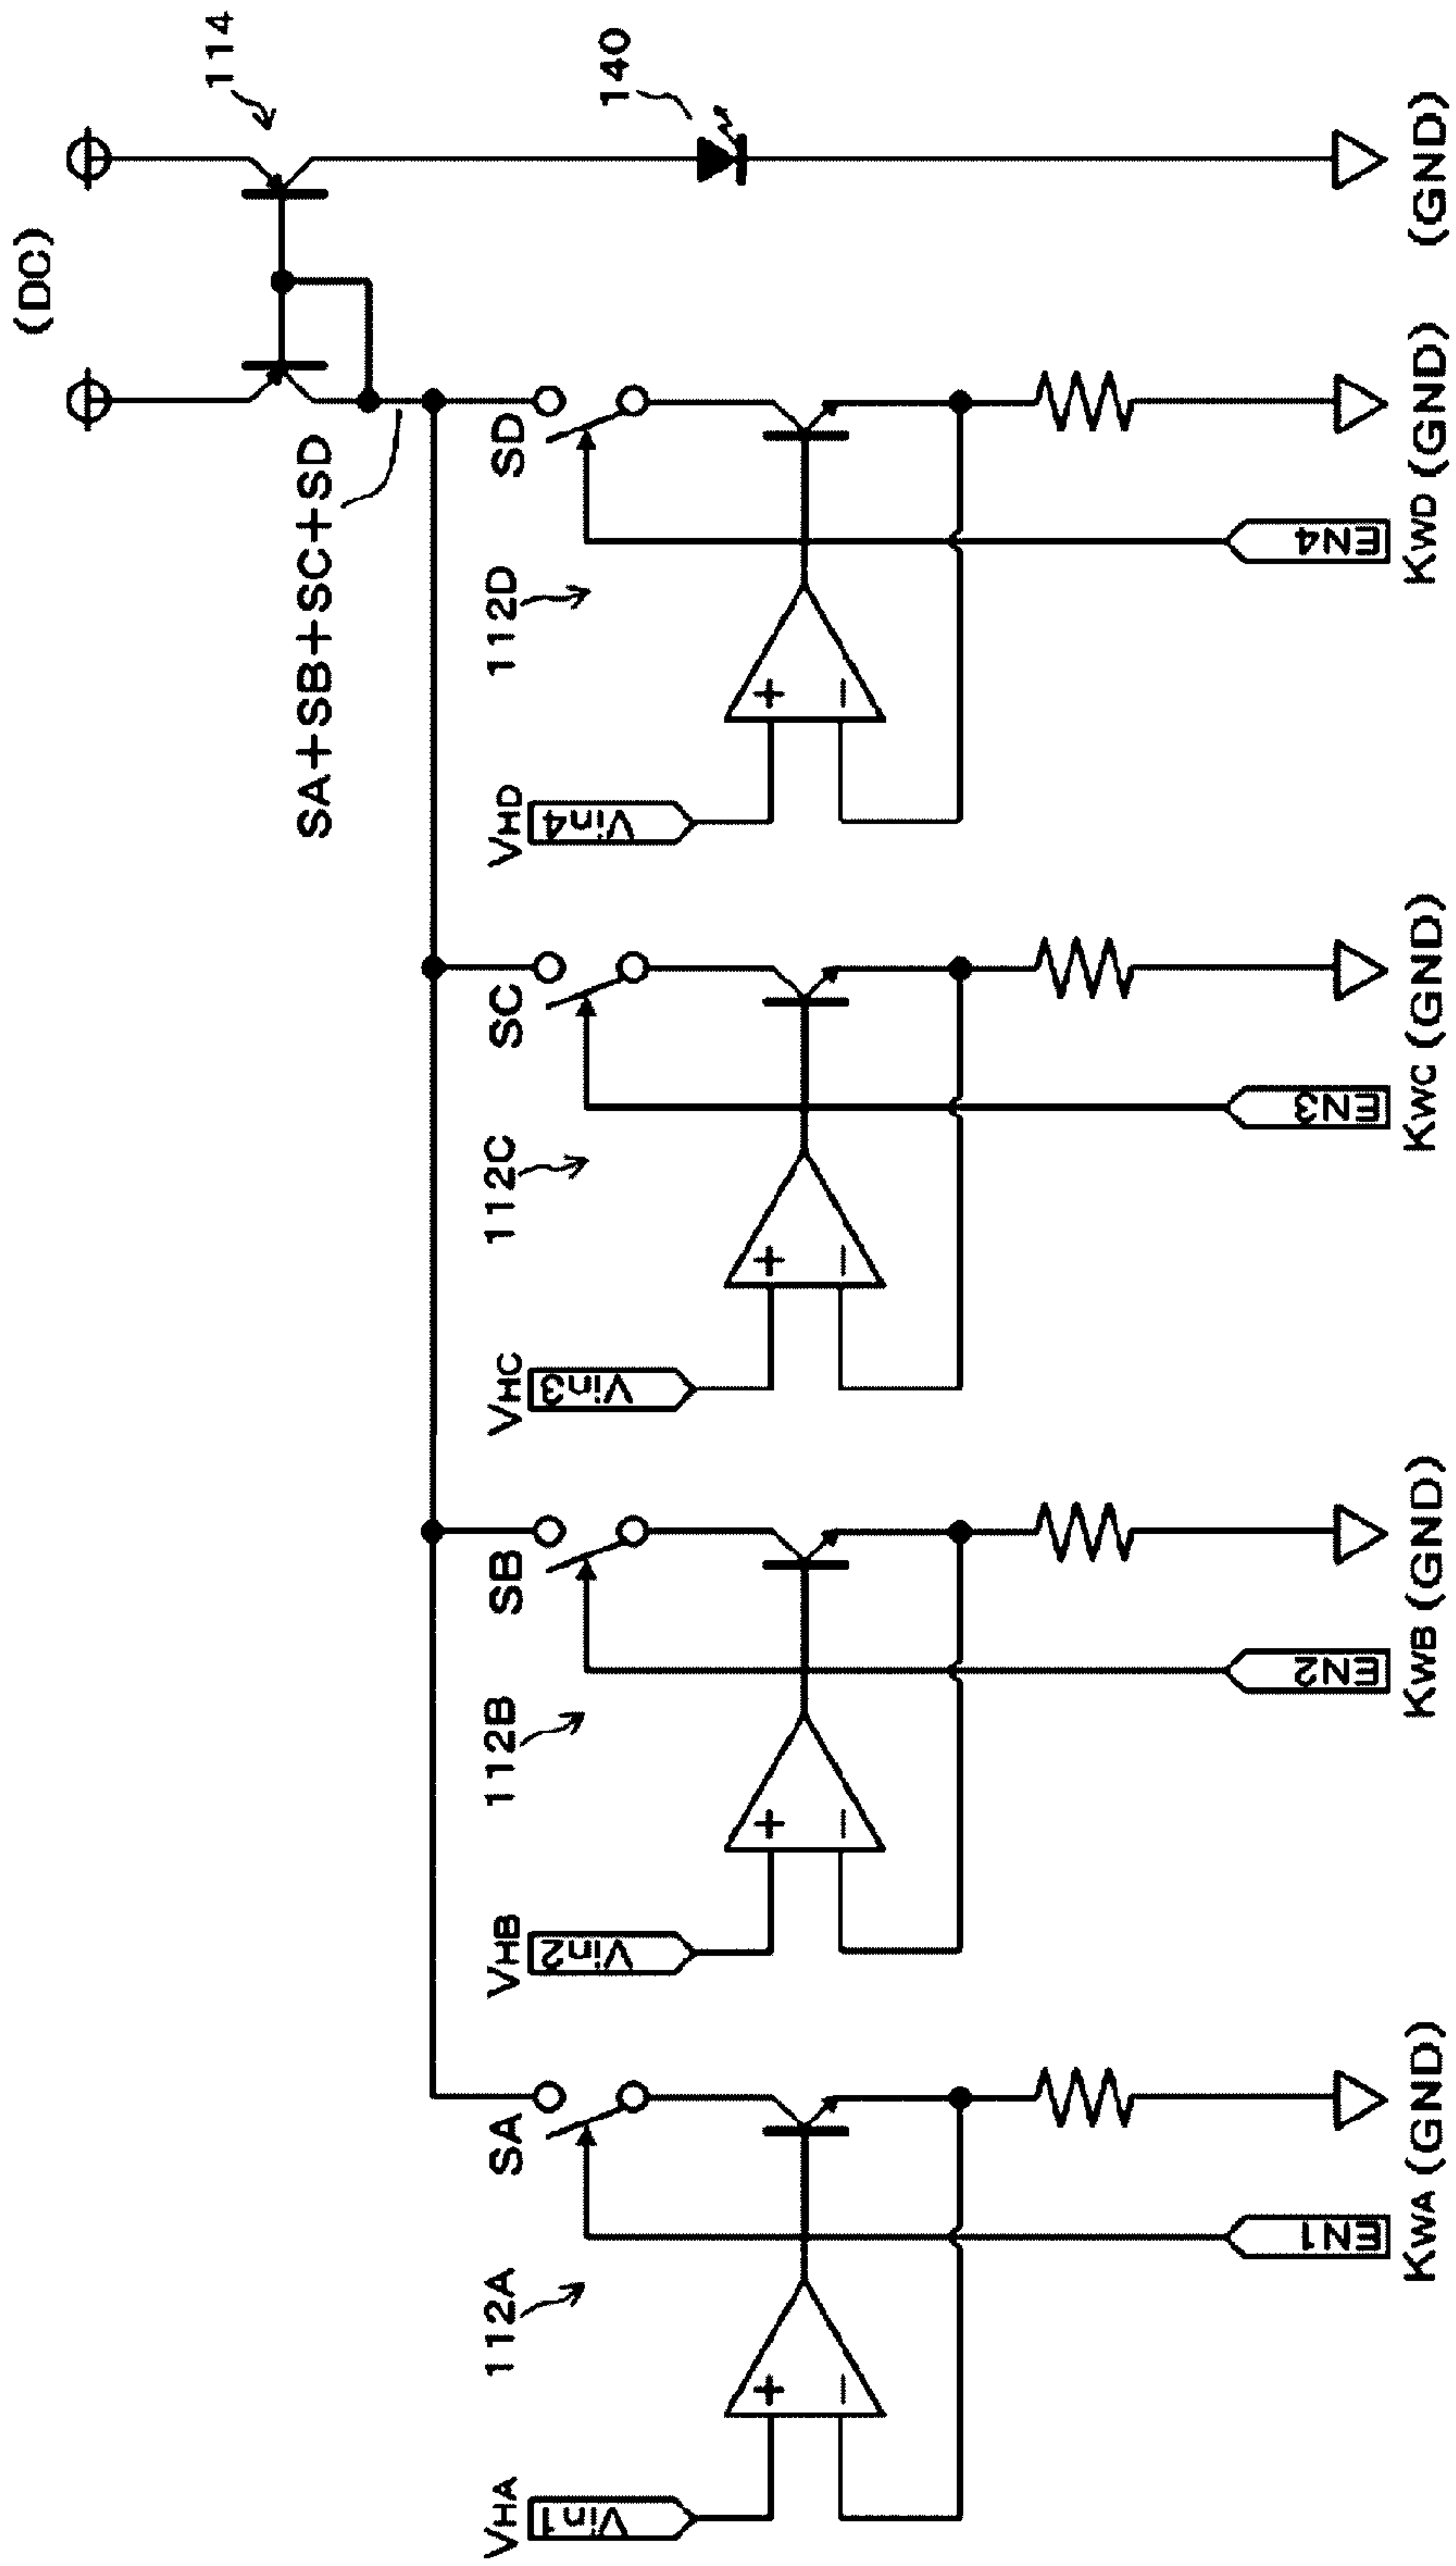 (DC)
114
SA+SB+SC+SD
140
VHA
Vin1
112A
SA
+
−
EN1
KWA (GND)
VHB
Vin2
112B
SB
+
−
EN2
KWB (GND)
VHC
Vin3
112C
SC
+
−
EN3
KWC (GND)
VHD
Vin4
112D
SD
+
−
EN4
KWD (GND)
(GND)